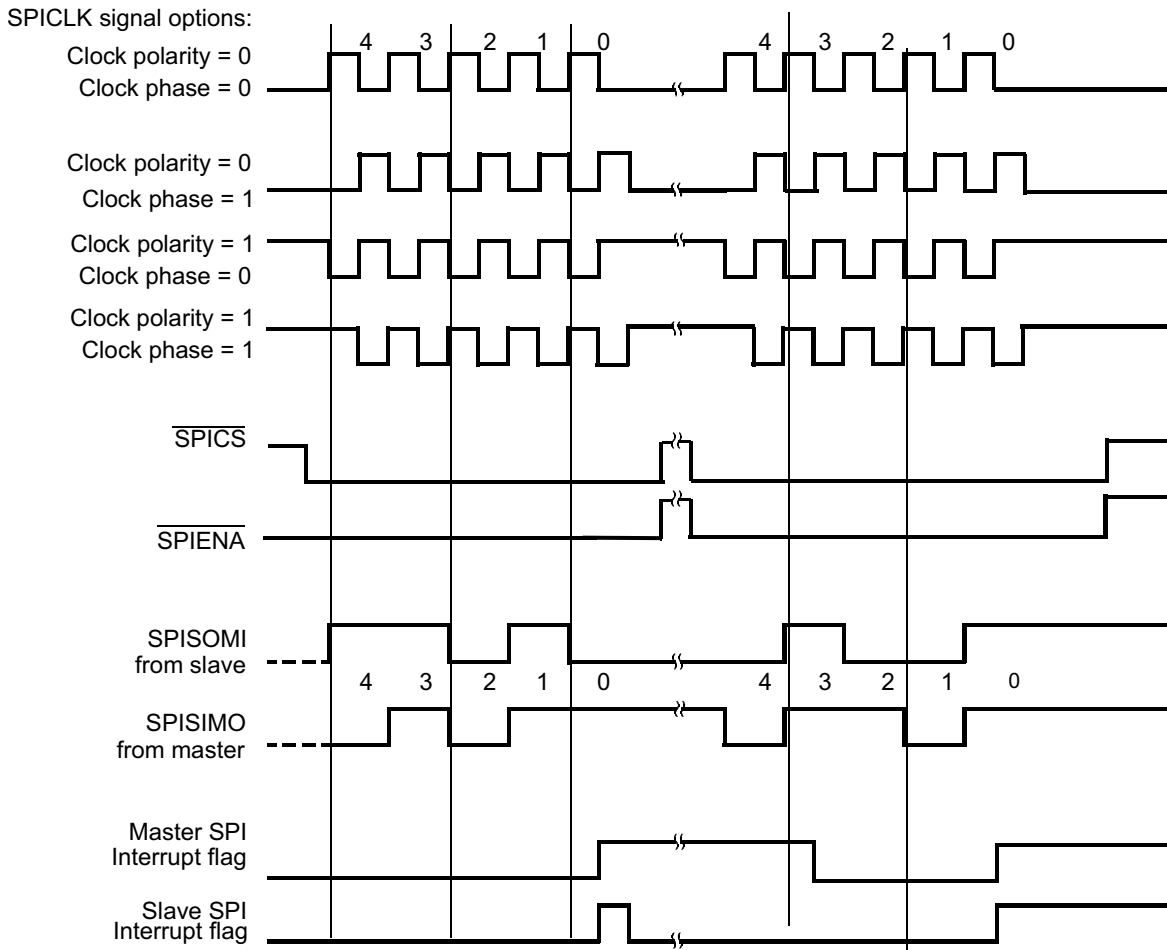 SPICLK signal options:
4 3 2 1 0 4 3 2 1 0
Clock polarity = 0
Clock phase = 0
Clock polarity = 0
Clock phase = 1
Clock polarity = 1
Clock phase = 0
Clock polarity = 1
Clock phase = 1
SPICS
SPIENA
SPISOMI
from slave
4 3 2 1 0 4 3 2 1 0
SPISIMO
from master
Master SPI
Interrupt flag
Slave SPI
Interrupt flag